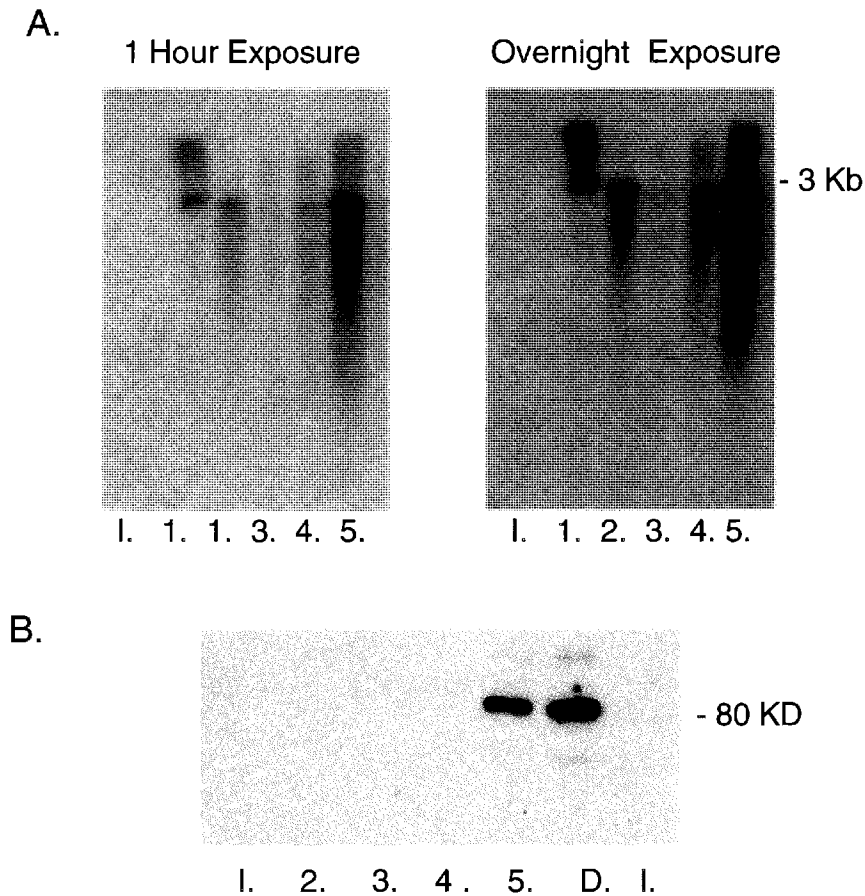 A.
1 Hour Exposure
Overnight Exposure
- 3 Kb
I. 1. 1. 3. 4. 5.
I. 1. 2. 3. 4. 5.
B.
- 80 KD
I. 2. 3. 4. 5. D. I.